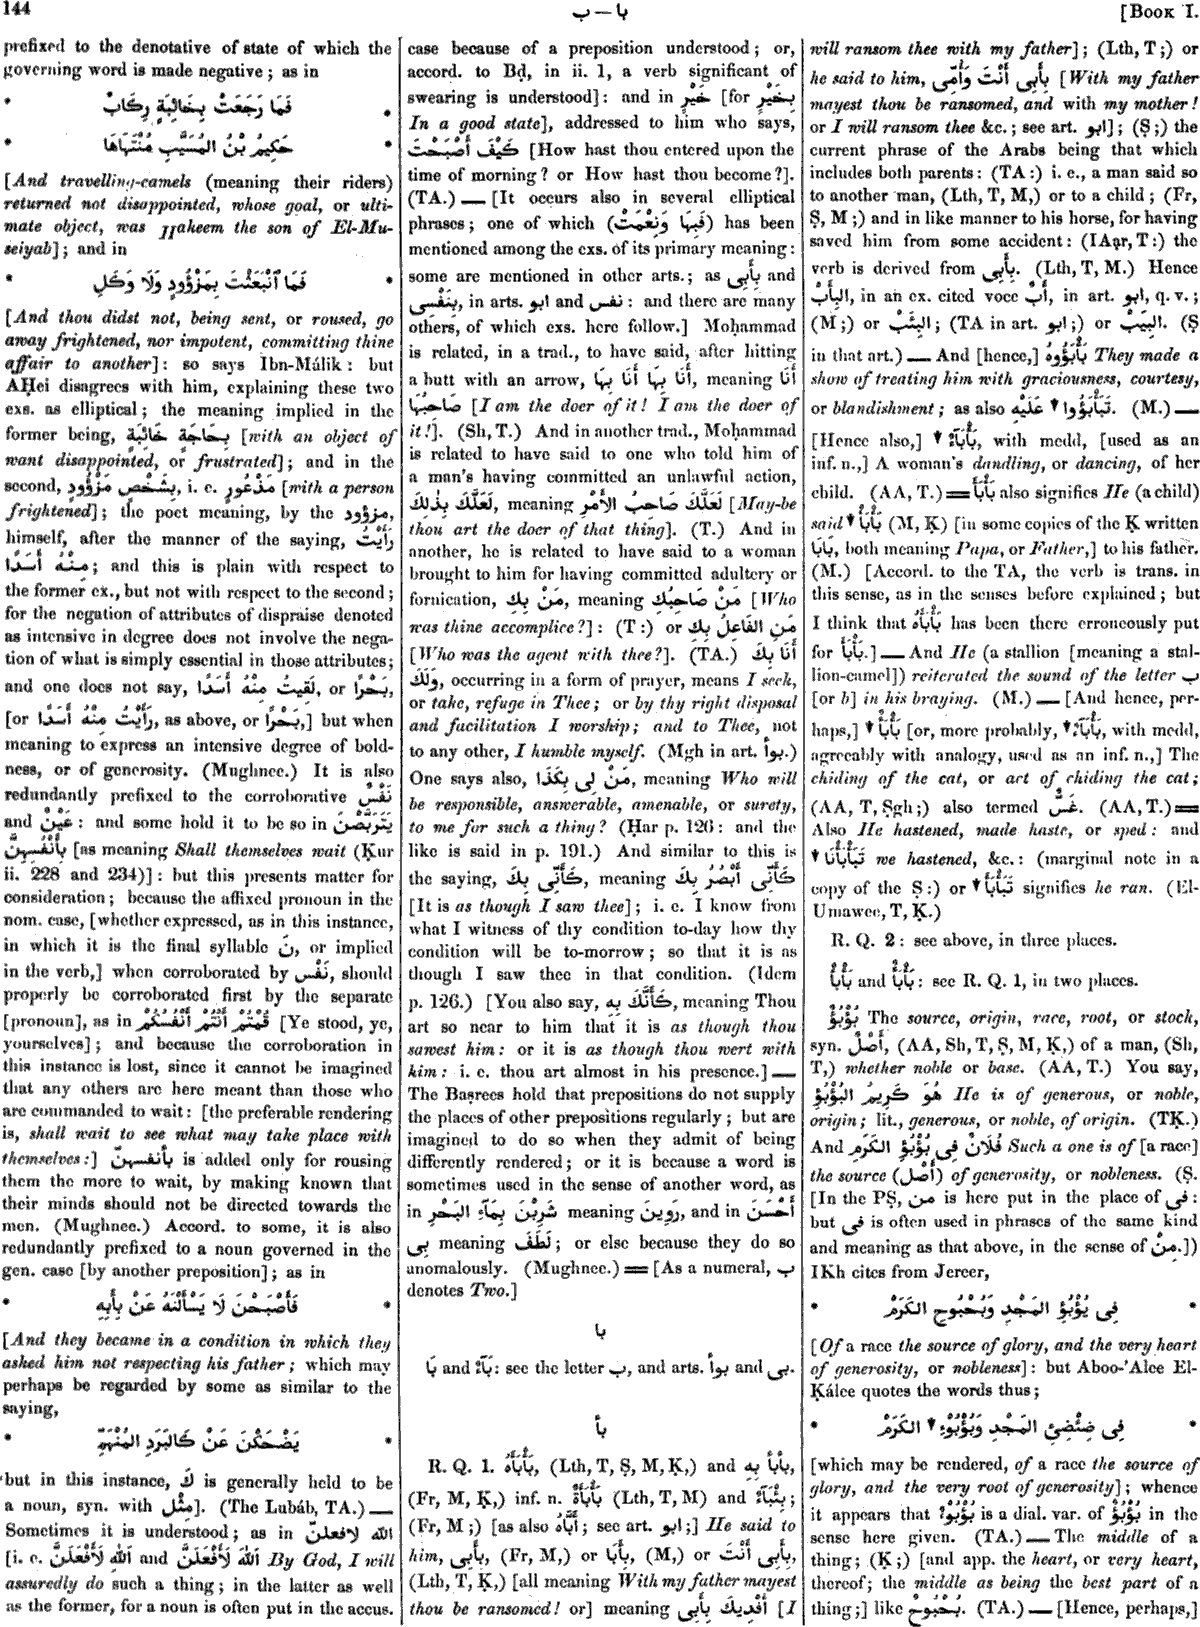 144
با — ب
[Book I.
prefixed to the denotative of state of which the
governing word is made negative; as in
* فَمَا رَجَعَتْ بِخَائِبَةٍ رِكَابٌ *
* حَكِيمُ بْنُ المُسَيَّبِ مُنْتَهَاهَا *
[And travelling-camels (meaning their riders)
returned not disappointed, whose goal, or ulti-
mate object, was Ḥakeem the son of El-Mu-
seiyab]; and in
* فَمَا ٱنْبَعَثْتَ بِمَزْؤُودٍ وَلَا وَكَلِ *
[And thou didst not, being sent, or roused, go
away frightened, nor impotent, committing thine
affair to another]: so says Ibn-Málik: but
AḤei disagrees with him, explaining these two
exs. as elliptical; the meaning implied in the
former being, بِحَاجَةٍ خَائِبَةٍ [with an object of
want disappointed, or frustrated]; and in the
second, بِشَخْصٍ مَزْؤُودٍ, i. e. مَذْعُورٍ [with a person
frightened]; the poet meaning, by the مزؤود,
himself, after the manner of the saying, رَأَيْتُ
مِنْهُ أَسَدًا; and this is plain with respect to
the former ex., but not with respect to the second;
for the negation of attributes of dispraise denoted
as intensive in degree does not involve the nega-
tion of what is simply essential in those attributes;
and one does not say, لَقِيتُ مِنْهُ أَسَدًا, or بَحْرًا,
[or رَأَيْتُ مِنْهُ أَسَدًا, as above, or بَحْرًا,] but when
meaning to express an intensive degree of bold-
ness, or of generosity. (Mughnee.) It is also
redundantly prefixed to the corroborative نَفْسٌ
and عَيْنٌ: and some hold it to be so in يَتَرَبَّصْنَ
بِأَنْفُسِهِنَّ [as meaning Shall themselves wait (Ḳur
ii. 228 and 234)]: but this presents matter for
consideration; because the affixed pronoun in the
nom. case, [whether expressed, as in this instance,
in which it is the final syllable نَ, or implied
in the verb,] when corroborated by نَفْس, should
properly be corroborated first by the separate
[pronoun], as in قُمْتُمْ أَنْتُمْ أَنْفُسُكُمْ [Ye stood, ye,
yourselves]; and because the corroboration in
this instance is lost, since it cannot be imagined
that any others are here meant than those who
are commanded to wait: [the preferable rendering
is, shall wait to see what may take place with
themselves:] بأنفسهنّ is added only for rousing
them the more to wait, by making known that
their minds should not be directed towards the
men. (Mughnee.) Accord. to some, it is also
redundantly prefixed to a noun governed in the
gen. case [by another preposition]; as in
* فَأَصْبَحْنَ لَا يَسْأَلْنَهُ عَنْ بِأَبِهِ *
[And they became in a condition in which they
asked him not respecting his father; which may
perhaps be regarded by some as similar to the
saying,
* يَضْحَكْنَ عَنْ كَالبَرَدِ المُنْهَمِّ *
but in this instance, كَ is generally held to be
a noun, syn. with مِثْل]. (The Lubáb, TA.) —
Sometimes it is understood; as in اللّٰه لافعلنّ
[i. e. اَللّٰهِ لَأَفْعَلَنَّ and اَللّٰهَ لَأَفْعَلَنَّ By God, I will
assuredly do such a thing; in the latter as well
as the former, for a noun is often put in the accus.
case because of a preposition understood; or,
accord. to Bḍ, in ii. 1, a verb significant of
swearing is understood]: and in خَيْرٍ [for بِخَيْرٍ
In a good state], addressed to him who says,
كَيْفَ أَصْبَحْتَ [How hast thou entered upon the
time of morning? or How hast thou become?].
(TA.) — [It occurs also in several elliptical
phrases; one of which (فَبِهَا وَنِعْمَتْ) has been
mentioned among the exs. of its primary meaning:
some are mentioned in other arts.; as بِأَبِى and
بِنَفْسِى, in arts. ابو and نفس: and there are many
others, of which exs. here follow.] Moḥammad
is related, in a trad., to have said, after hitting
a butt with an arrow, أَنَا بِهَا أَنَا بِهَا, meaning أَنَا
صَاحِبُهَا [I am the doer of it! I am the doer of
it!]. (Sh, T.) And in another trad., Moḥammad
is related to have said to one who told him of
a man's having committed an unlawful action,
لَعَلَّكَ بِذٰلِكَ, meaning لَعَلَّكَ صَاحِبُ الأَمْرِ [May-be
thou art the doer of that thing]. (T.) And in
another, he is related to have said to a woman
brought to him for having committed adultery or
fornication, مَنْ بِكِ, meaning مَنْ صَاحِبُكِ [Who
was thine accomplice?]: (T:) or مَنِ الفَاعِلُ بِكِ
[Who was the agent with thee?]. (TA.) أَنَا بِكَ
وَلَكَ, occurring in a form of prayer, means I seek,
or take, refuge in Thee; or by thy right disposal
and facilitation I worship; and to Thee, not
to any other, I humble myself. (Mgh in art. بوأ.)
One says also, مَنْ لِى بِكَذَا, meaning Who will
be responsible, answerable, amenable, or surety,
to me for such a thing? (Ḥar p. 126: and the
like is said in p. 191.) And similar to this is
the saying, كَأَنِّى بِكَ, meaning كَأَنِّى أَبْصُرُ بِكَ
[It is as though I saw thee]; i. e. I know from
what I witness of thy condition to-day how thy
condition will be to-morrow; so that it is as
though I saw thee in that condition. (Idem
p. 126.) [You also say, كَأَنَّكَ بِهِ, meaning Thou
art so near to him that it is as though thou
sawest him: or it is as though thou wert with
him: i. e. thou art almost in his presence.] —
The Baṣrees hold that prepositions do not supply
the places of other prepositions regularly; but are
imagined to do so when they admit of being
differently rendered; or it is because a word is
sometimes used in the sense of another word, as
in شَرِبْنَ بِمَآءِ البَحْرِ meaning رَوِينَ, and in أَحْسَنَ
بِى meaning لَطَفَ; or else because they do so
anomalously. (Mughnee.) = [As a numeral, ب
denotes Two.]
با
بَا and بَآءٌ: see the letter ب, and arts. بوأ and بى.
بأ
R. Q. 1. بَأْبَأَهُ, (Lth, T, Ṣ, M, Ḳ,) and بأبأ بِهِ,
(Fr, M, Ḳ,) inf. n. بَأْبَأَةٌ (Lth, T, M) and بِئْبَآءٌ;
(Fr, M;) [as also أَبَّاهُ; see art. ابو;] He said to
him, بِأَبِى, (Fr, M,) or بِأَبَا, (M,) or بِأَبِى أَنْتَ,
(Lth, T, Ḳ,) [all meaning With my father mayest
thou be ransomed! or] meaning أَفْدِيكَ بِأَبِى [I
will ransom thee with my father]; (Lth, T;) or
he said to him, بِأَبِى أَنْتَ وَأُمِّى [With my father
mayest thou be ransomed, and with my mother!
or I will ransom thee &c.; see art. ابو]; (Ṣ;) the
current phrase of the Arabs being that which
includes both parents: (TA:) i. e., a man said so
to another man, (Lth, T, M,) or to a child; (Fr,
Ṣ, M;) and in like manner to his horse, for having
saved him from some accident: (IAạr, T:) the
verb is derived from بِأَبِى. (Lth, T, M.) Hence
البِأَبْ, in an ex. cited voce أَبٌ, in art. ابو, q. v.;
(M;) or البِئَبْ; (TA in art. ابو;) or البِيَبْ. (Ṣ
in that art.) — And [hence,] بَأْبَؤُوهُ They made a
show of treating him with graciousness, courtesy,
or blandishment; as also ▼ تَبَأْبَؤُوا عَلَيْهِ. (M.) —
[Hence also,] ▼ بَأْبَآءٌ, with medd, [used as an
inf. n.,] A woman's dandling, or dancing, of her
child. (AA, T.) = بَأْبَأَ also signifies He (a child)
said ▼ بَأْبَأْ (M, Ḳ) [in some copies of the Ḳ written
بَابَا, both meaning Papa, or Father,] to his father.
(M.) [Accord. to the TA, the verb is trans. in
this sense, as in the senses before explained; but
I think that بَأْبَأَهُ has been there erroneously put
for بَأْبَأَ.] — And He (a stallion [meaning a stal-
lion-camel]) reiterated the sound of the letter ب
[or b] in his braying. (M.) — [And hence, per-
haps,] ▼ بَأْبَأٌ [or, more probably, ▼ بَأْبَآءٌ, with medd,
agreeably with analogy, used as an inf. n.,] The
chiding of the cat, or act of chiding the cat;
(AA, T, Ṣgh;) also termed غَسٌّ. (AA, T.) =
Also He hastened, made haste, or sped: and
▼ تَبَأْبَأْنَا we hastened, &c.: (marginal note in a
copy of the Ṣ:) or ▼ تَبَأْبَأَ signifies he ran. (El-
Umawee, T, Ḳ.)
R. Q. 2: see above, in three places.
بَأْبَأْ and بَأْبَأٌ: see R. Q. 1, in two places.
بُؤْبُؤٌ The source, origin, race, root, or stock,
syn. أَصْلٌ, (AA, Sh, T, Ṣ, M, Ḳ,) of a man, (Sh,
T,) whether noble or base. (AA, T.) You say,
هُوَ كَرِيمُ البُؤْبُؤِ He is of generous, or noble,
origin; lit., generous, or noble, of origin. (TḲ.)
And فُلَانٌ فِى بُؤْبُؤِ الكَرَمِ Such a one is of [a race]
the source (أَصْل) of generosity, or nobleness. (Ṣ.
[In the PṢ, من is here put in the place of فى:
but فى is often used in phrases of the same kind
and meaning as that above, in the sense of مِنْ.])
IKh cites from Jereer,
* فِى بُؤْبُؤِ المَجْدِ وَبُحْبُوحِ الكَرَمْ *
[Of a race the source of glory, and the very heart
of generosity, or nobleness]: but Aboo-'Alee El-
Ḳálee quotes the words thus;
* فِى ضِئْضِئِ المَجْدِ وَبُؤْبُوْءِ ▼ الكَرَمْ *
[which may be rendered, of a race the source of
glory, and the very root of generosity]; whence
it appears that بُؤْبُوْءٌ is a dial. var. of بُؤْبُؤٌ in the
sense here given. (TA.) — The middle of a
thing; (Ḳ;) [and app. the heart, or very heart,
thereof; the middle as being the best part of a
thing;] like بُحْبُوحٌ. (TA.) — [Hence, perhaps,]